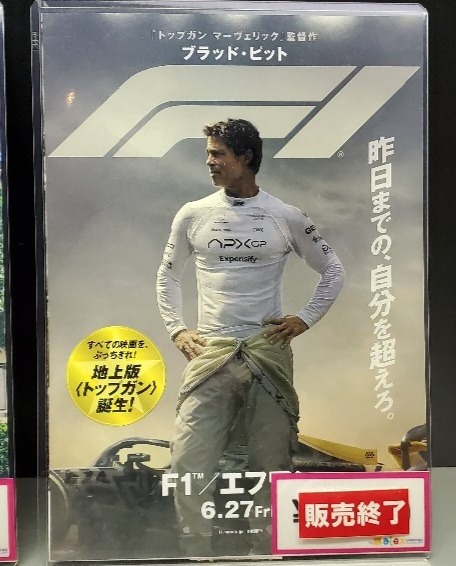 『トップガン マーヴェリック』監督作
ブラッド・ピット
F1
®
昨日までの、自分を超えろ。
APXGP
Expensify
すべての映画を、
ぶっちぎれ!
地上版
〈トップガン〉
誕生!
F1™/エフ
6.27Fri
販売終了